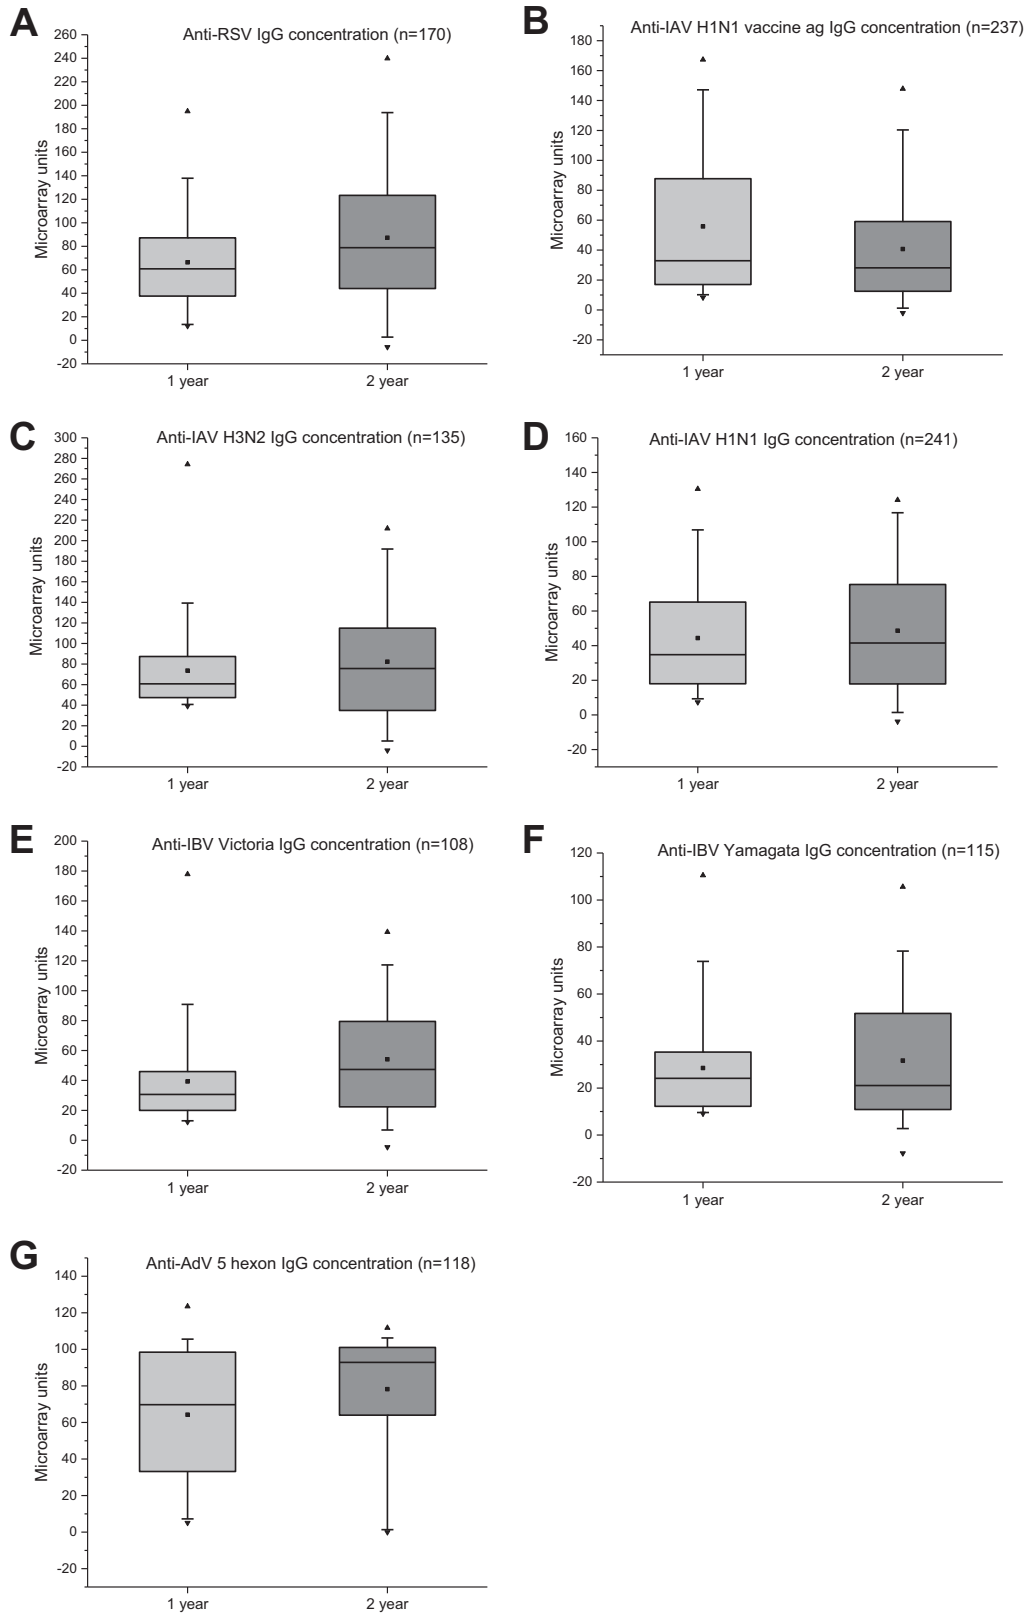 A
Anti-RSV IgG concentration (n=170)
Microarray units
260
240
220
200
180
160
140
120
100
80
60
40
20
0
-20
1 year
2 year
B
Anti-IAV H1N1 vaccine ag IgG concentration (n=237)
Microarray units
180
160
140
120
100
80
60
40
20
0
-20
1 year
2 year
C
Anti-IAV H3N2 IgG concentration (n=135)
Microarray units
300
280
260
240
220
200
180
160
140
120
100
80
60
40
20
0
-20
1 year
2 year
D
Anti-IAV H1N1 IgG concentration (n=241)
Microarray units
160
140
120
100
80
60
40
20
0
-20
1 year
2 year
E
Anti-IBV Victoria IgG concentration (n=108)
Microarray units
200
180
160
140
120
100
80
60
40
20
0
-20
1 year
2 year
F
Anti-IBV Yamagata IgG concentration (n=115)
Microarray units
120
100
80
60
40
20
0
-20
1 year
2 year
G
Anti-AdV 5 hexon IgG concentration (n=118)
Microarray units
140
120
100
80
60
40
20
0
-20
1 year
2 year